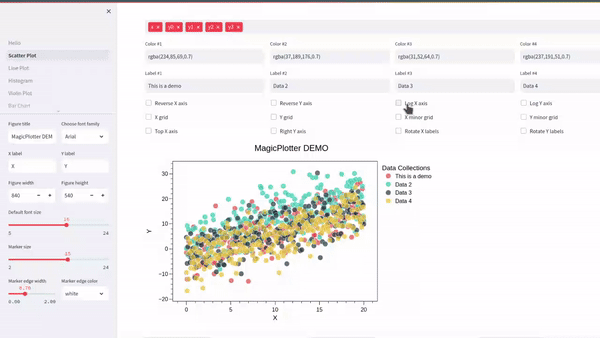 x × y0 × y1 × y2 × y3 ×
Color #1 Color #2 Color #3 Color #4
rgba(234,85,69,0.7) rgba(37,189,176,0.7) rgba(31,52,64,0.7) rgba(237,191,51,0.7)
Label #1 Label #2 Label #3 Label #4
This is a demo Data 2 Data 3 Data 4
Reverse X axis Reverse Y axis Log X axis Log Y axis
X grid Y grid X minor grid Y minor grid
Top X axis Right Y axis Rotate X labels Rotate Y labels
Hello
Scatter Plot
Line Plot
Histogram
Violin Plot
Bar Chart
Figure title Choose font family
MagicPlotter DEM Arial
X label Y label
X Y
Figure width Figure height
840 − + 540 − +
Default font size
16
8 24
Marker size
15
2 24
Marker edge width Marker edge color
0.76 white
0.00 2.00
MagicPlotter DEMO
Data Collections
This is a demo
Data 2
Data 3
Data 4
30
20
10
0
−10
−20
Y
0 5 10 15 20
X